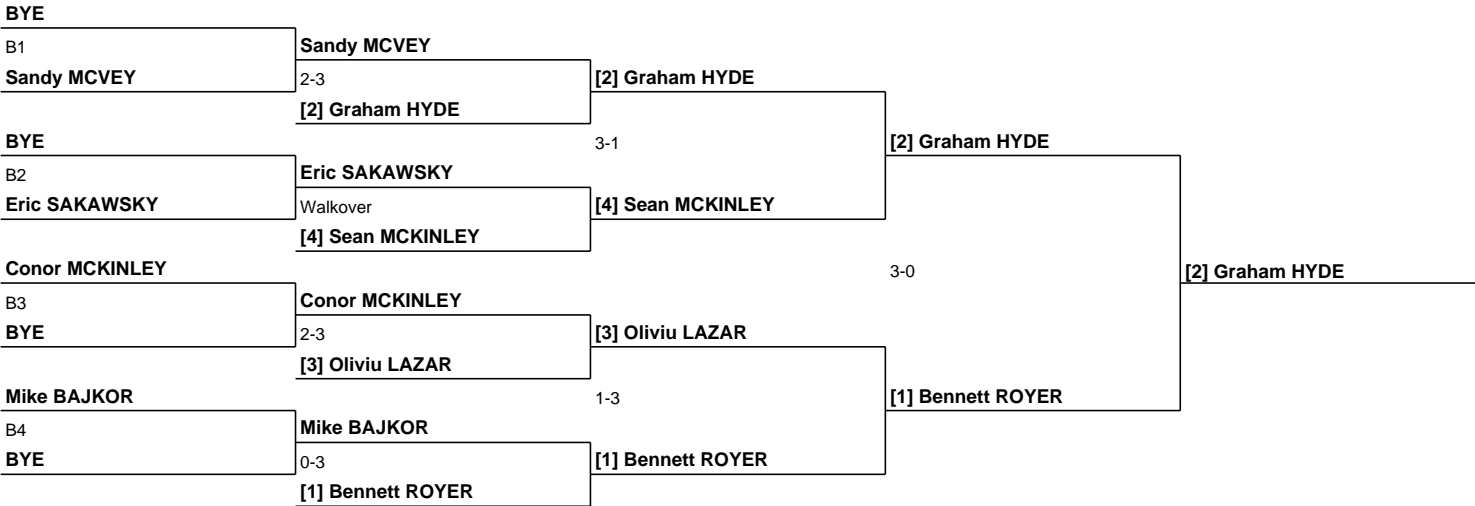 BYE
B1
Sandy MCVEY
Sandy MCVEY
2-3
[2] Graham HYDE
[2] Graham HYDE
BYE
B2
Eric SAKAWSKY
Eric SAKAWSKY
Walkover
[4] Sean MCKINLEY
3-1
[4] Sean MCKINLEY
[2] Graham HYDE
Conor MCKINLEY
B3
BYE
Conor MCKINLEY
2-3
[3] Oliviu LAZAR
[3] Oliviu LAZAR
Mike BAJKOR
B4
BYE
Mike BAJKOR
0-3
[1] Bennett ROYER
1-3
[1] Bennett ROYER
3-0
[1] Bennett ROYER
[2] Graham HYDE